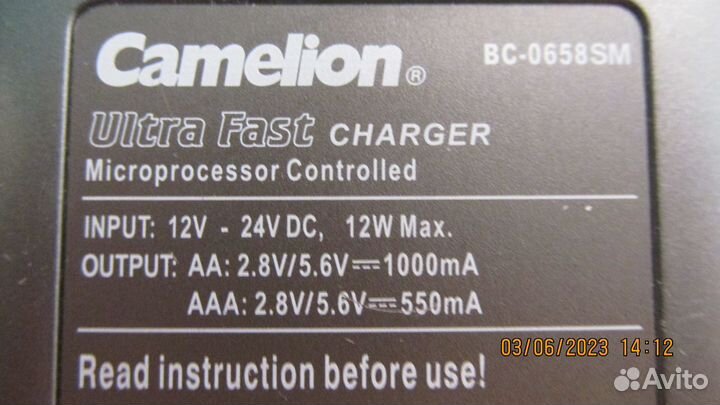 Camelion® BC-0658SM
Ultra Fast CHARGER
Microprocessor Controlled
INPUT: 12V - 24V DC, 12W Max.
OUTPUT: AA: 2.8V/5.6V⎓1000mA
AAA: 2.8V/5.6V⎓550mA
03/06/2023 14:12
Read instruction before use!
Avito